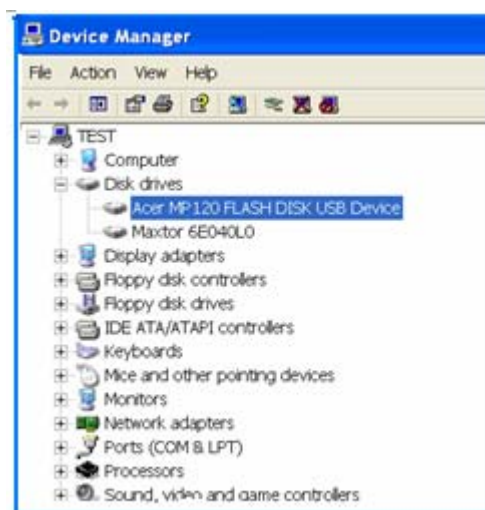 Device Manager
File Action View Help
TEST
Computer
Disk drives
Acer MP120 FLASH DISK USB Device
Maxtor 6E040L0
Display adapters
Floppy disk controllers
Floppy disk drives
IDE ATA/ATAPI controllers
Keyboards
Mice and other pointing devices
Monitors
Network adapters
Ports (COM & LPT)
Processors
Sound, video and game controllers